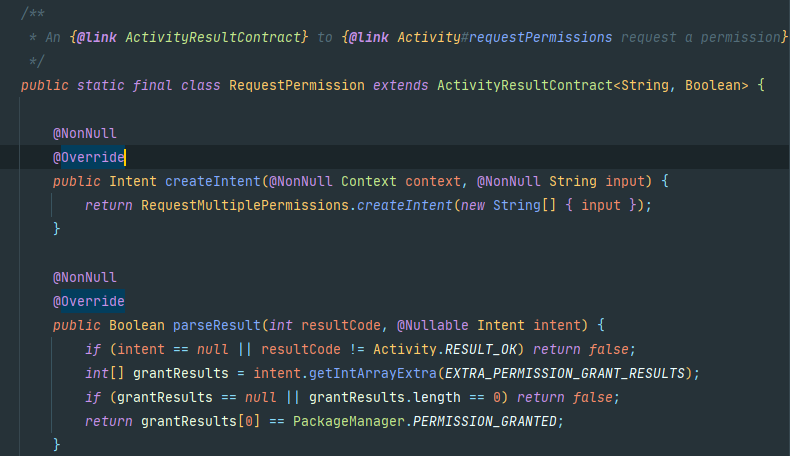 /**
 * An {@link ActivityResultContract} to {@link Activity#requestPermissions request a permission}
 */
public static final class RequestPermission extends ActivityResultContract<String, Boolean> {

    @NonNull
    @Override
    public Intent createIntent(@NonNull Context context, @NonNull String input) {
        return RequestMultiplePermissions.createIntent(new String[] { input });
    }

    @NonNull
    @Override
    public Boolean parseResult(int resultCode, @Nullable Intent intent) {
        if (intent == null || resultCode != Activity.RESULT_OK) return false;
        int[] grantResults = intent.getIntArrayExtra(EXTRA_PERMISSION_GRANT_RESULTS);
        if (grantResults == null || grantResults.length == 0) return false;
        return grantResults[0] == PackageManager.PERMISSION_GRANTED;
    }